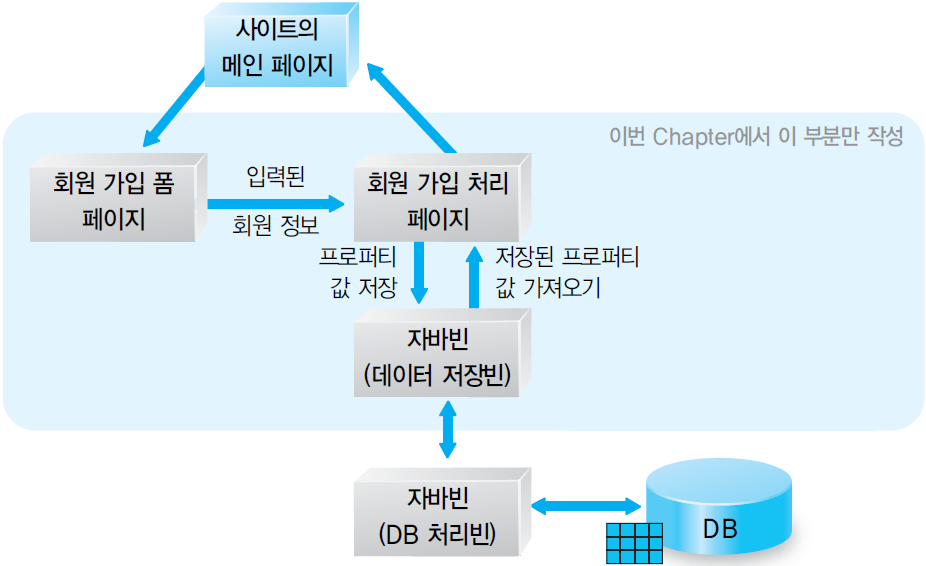 사이트의
메인 페이지
이번 Chapter에서 이 부분만 작성
회원 가입 폼
페이지
입력된
회원 정보
회원 가입 처리
페이지
프로퍼티
값 저장
저장된 프로퍼티
값 가져오기
자바빈
(데이터 저장빈)
자바빈
(DB 처리빈)
DB